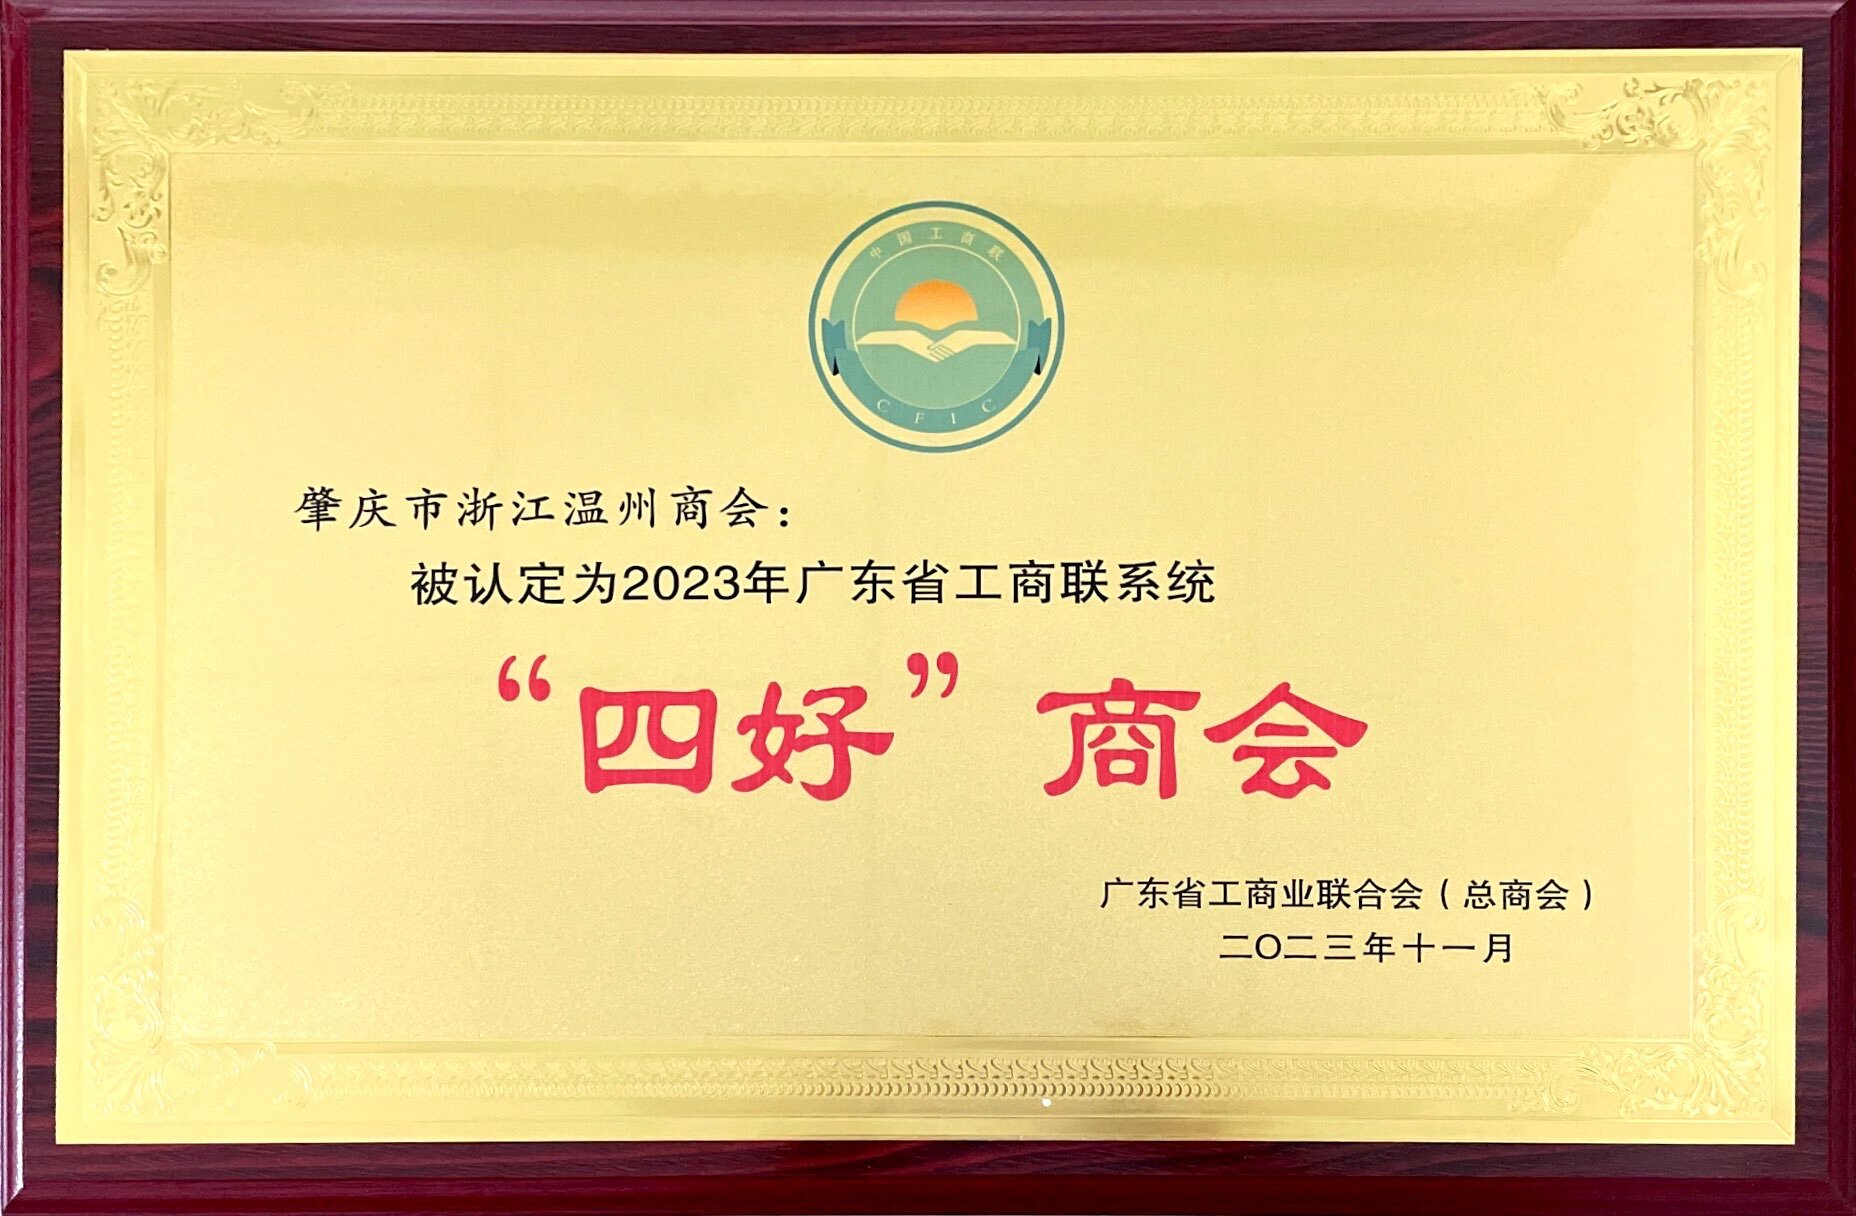 中国工商联
CFIC
肇庆市浙江温州商会：
被认定为2023年广东省工商联系统
“四好”商会
广东省工商业联合会（总商会）
二〇二三年十一月